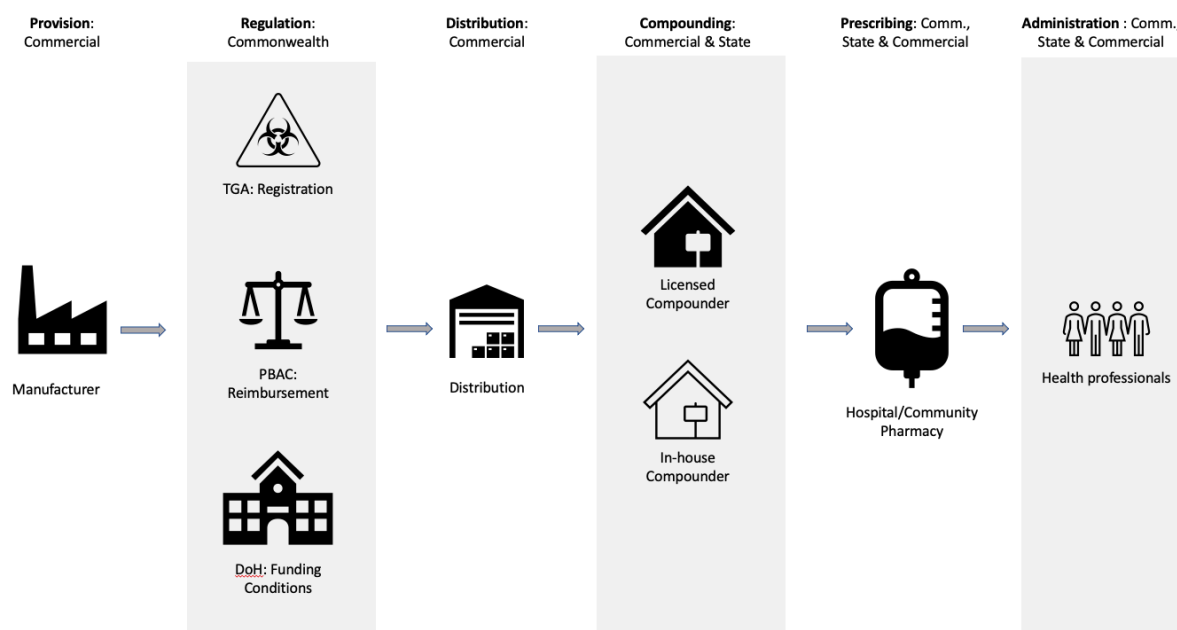 Provision:
Commercial
Regulation:
Commonwealth
Distribution:
Commercial
Compounding:
Commercial & State
Prescribing: Comm.,
State & Commercial
Administration : Comm.,
State & Commercial
TGA: Registration
PBAC:
Reimbursement
DoH: Funding
Conditions
Manufacturer
Distribution
Licensed
Compounder
In-house
Compounder
Hospital/Community
Pharmacy
Health professionals